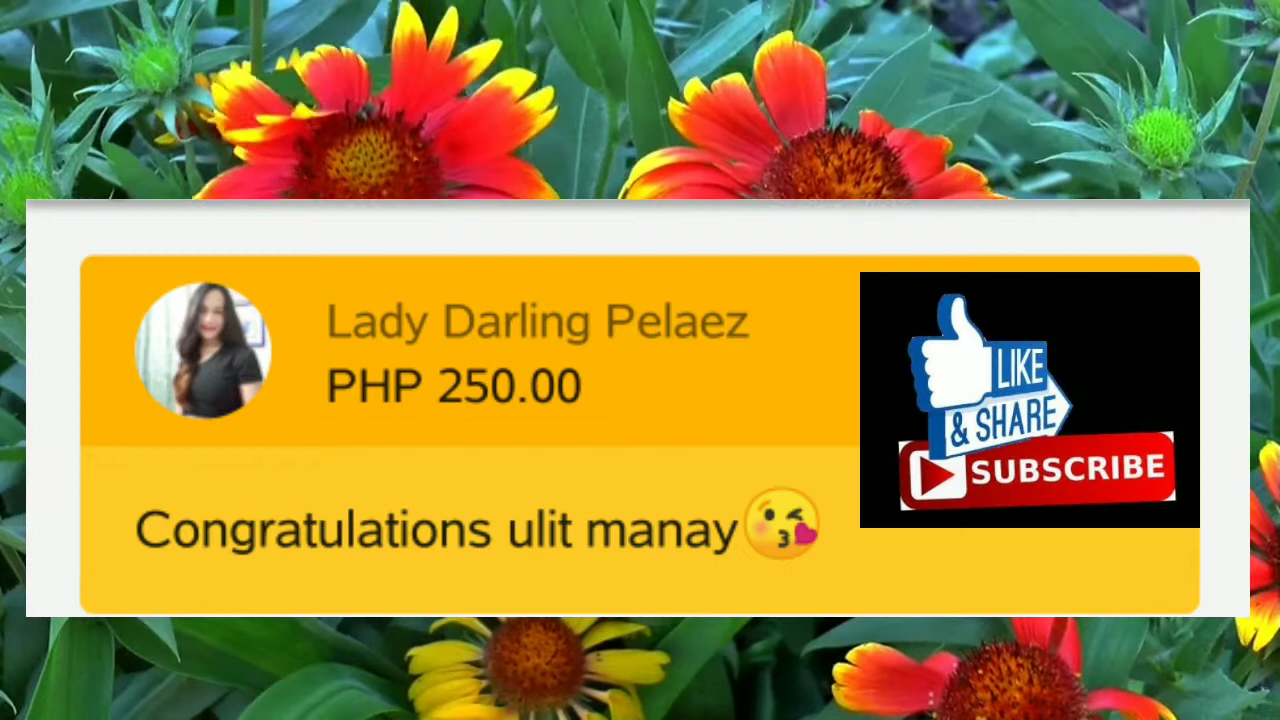 Lady Darling Pelaez
PHP 250.00
Congratulations ulit manay😘
LIKE
& SHARE
SUBSCRIBE